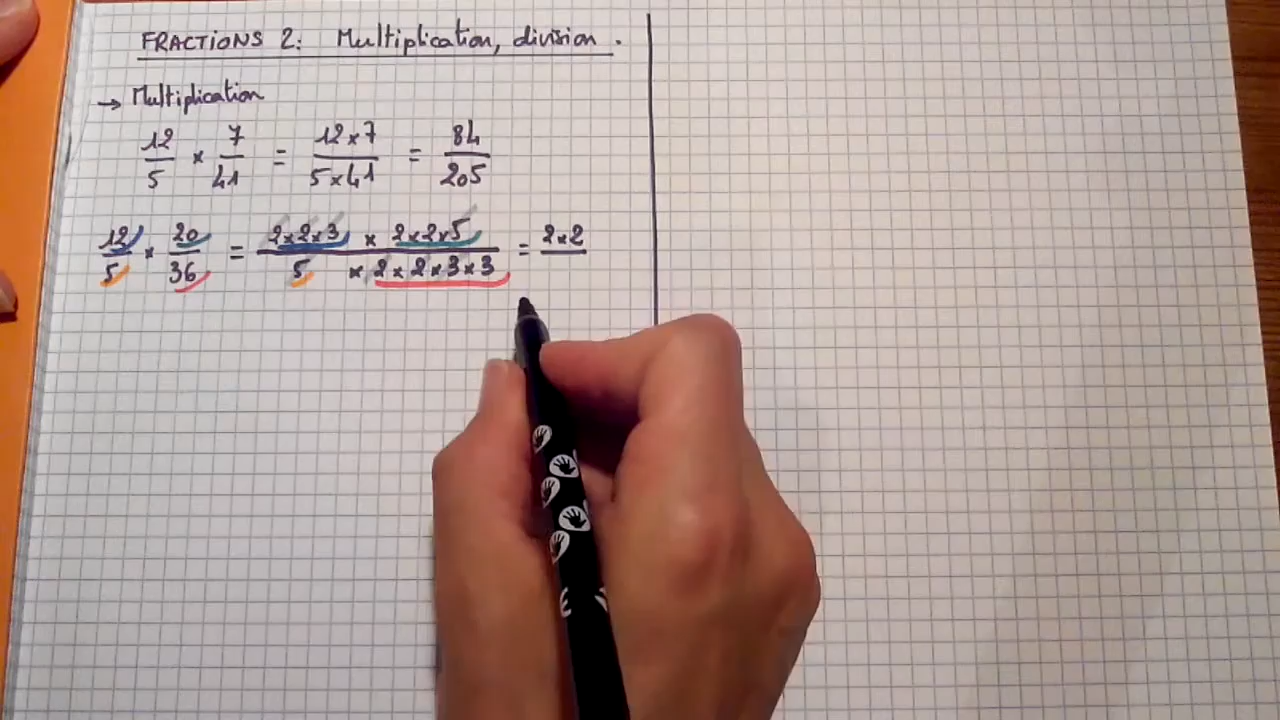 FRACTIONS 2: Multiplication, division.
→ Multiplication
12/5 × 7/41 = 12×7/5×41 = 84/205
12/5 × 20/36 = 2×2×3 × 2×2×5/5 × 2×2×3×3 = 2×2/